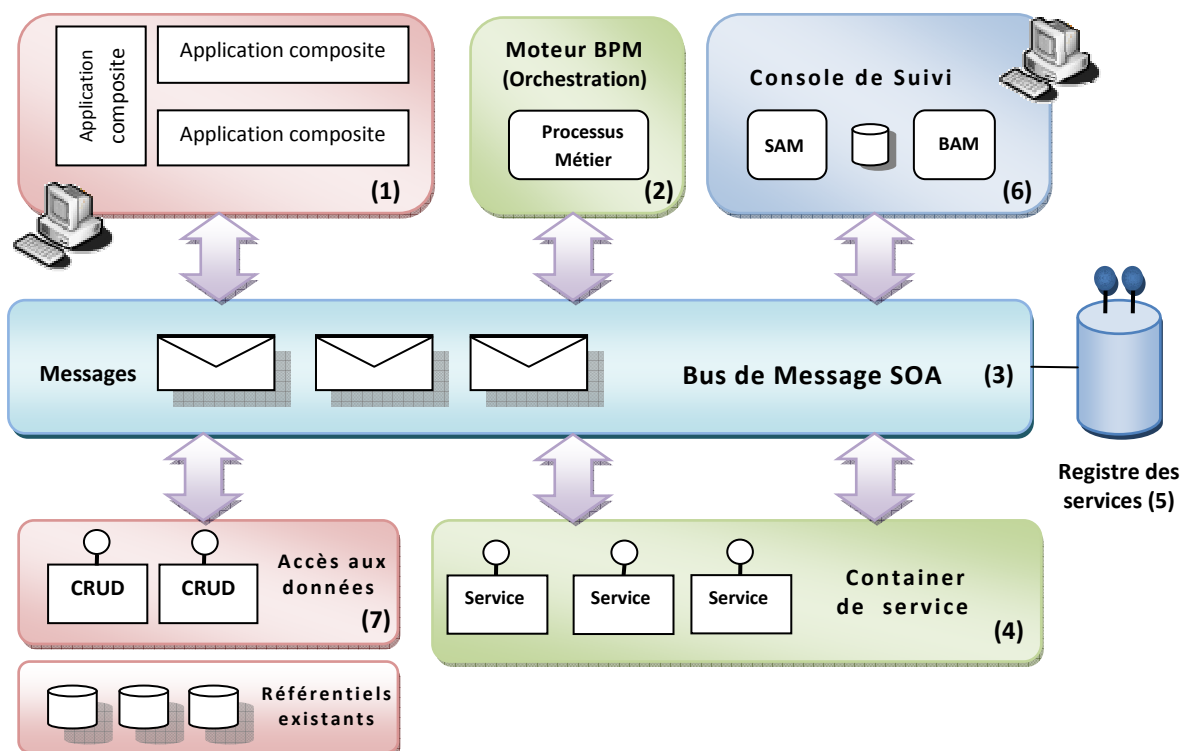 Application
composite
Application composite
Application composite
(1)
Moteur BPM
(Orchestration)
Processus
Métier
(2)
Console de Suivi
SAM
BAM
(6)
Messages
Bus de Message SOA
(3)
Registre des
services (5)
CRUD
CRUD
Accès aux
données
(7)
Service
Service
Service
Container
de service
(4)
Référentiels
existants